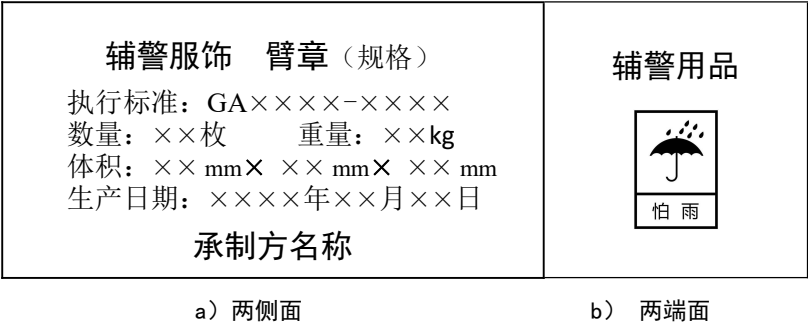 辅警服饰　臂章（规格）
执行标准：GA××××-××××
数量：××枚　　重量：××kg
体积：×× mm× ×× mm× ×× mm
生产日期：××××年××月××日
承制方名称
辅警用品
怕 雨
a）两侧面
b） 两端面